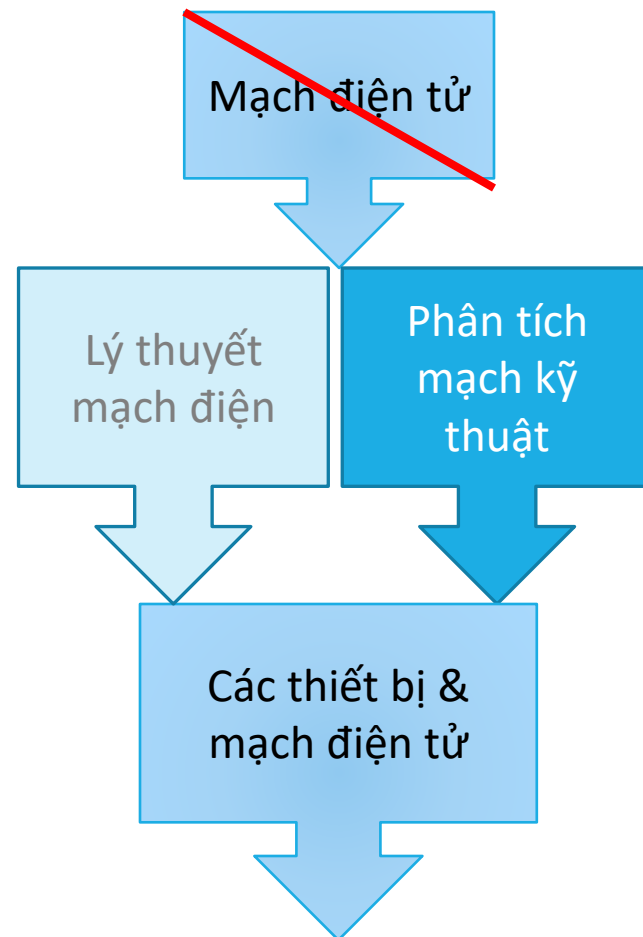 Mạch điện tử
Lý thuyết
mạch điện
Phân tích
mạch kỹ
thuật
Các thiết bị &
mạch điện tử